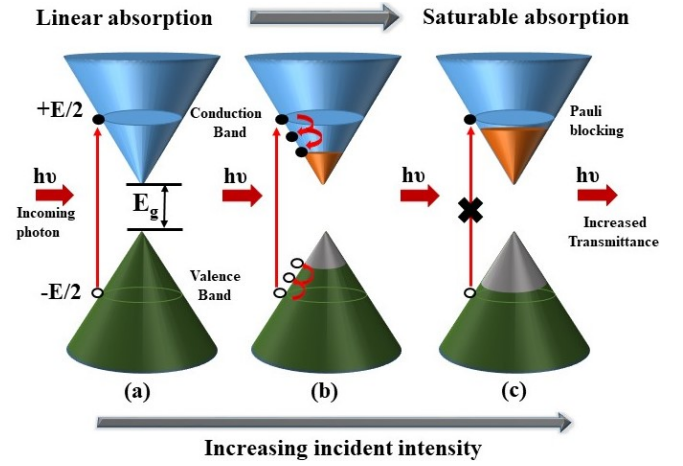 Linear absorption
Saturable absorption
+E/2
Conduction
Band
Pauli
blocking
hυ
Incoming
photon
E_g
hυ
hυ
hυ
Increased
Transmittance
Valence
Band
-E/2
(a)
(b)
(c)
Increasing incident intensity